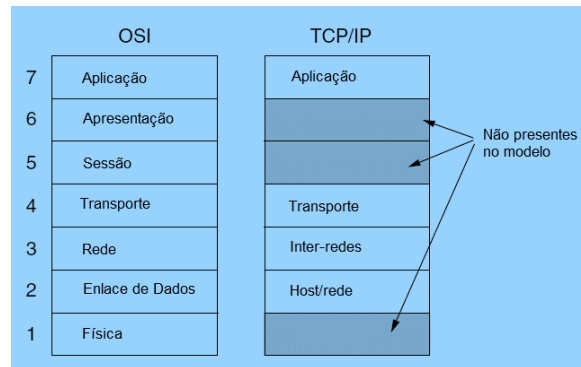 OSI
TCP/IP
7
Aplicação
Aplicação
6
Apresentação
5
Sessão
Não presentes
no modelo
4
Transporte
Transporte
3
Rede
Inter-redes
2
Enlace de Dados
Host/rede
1
Física